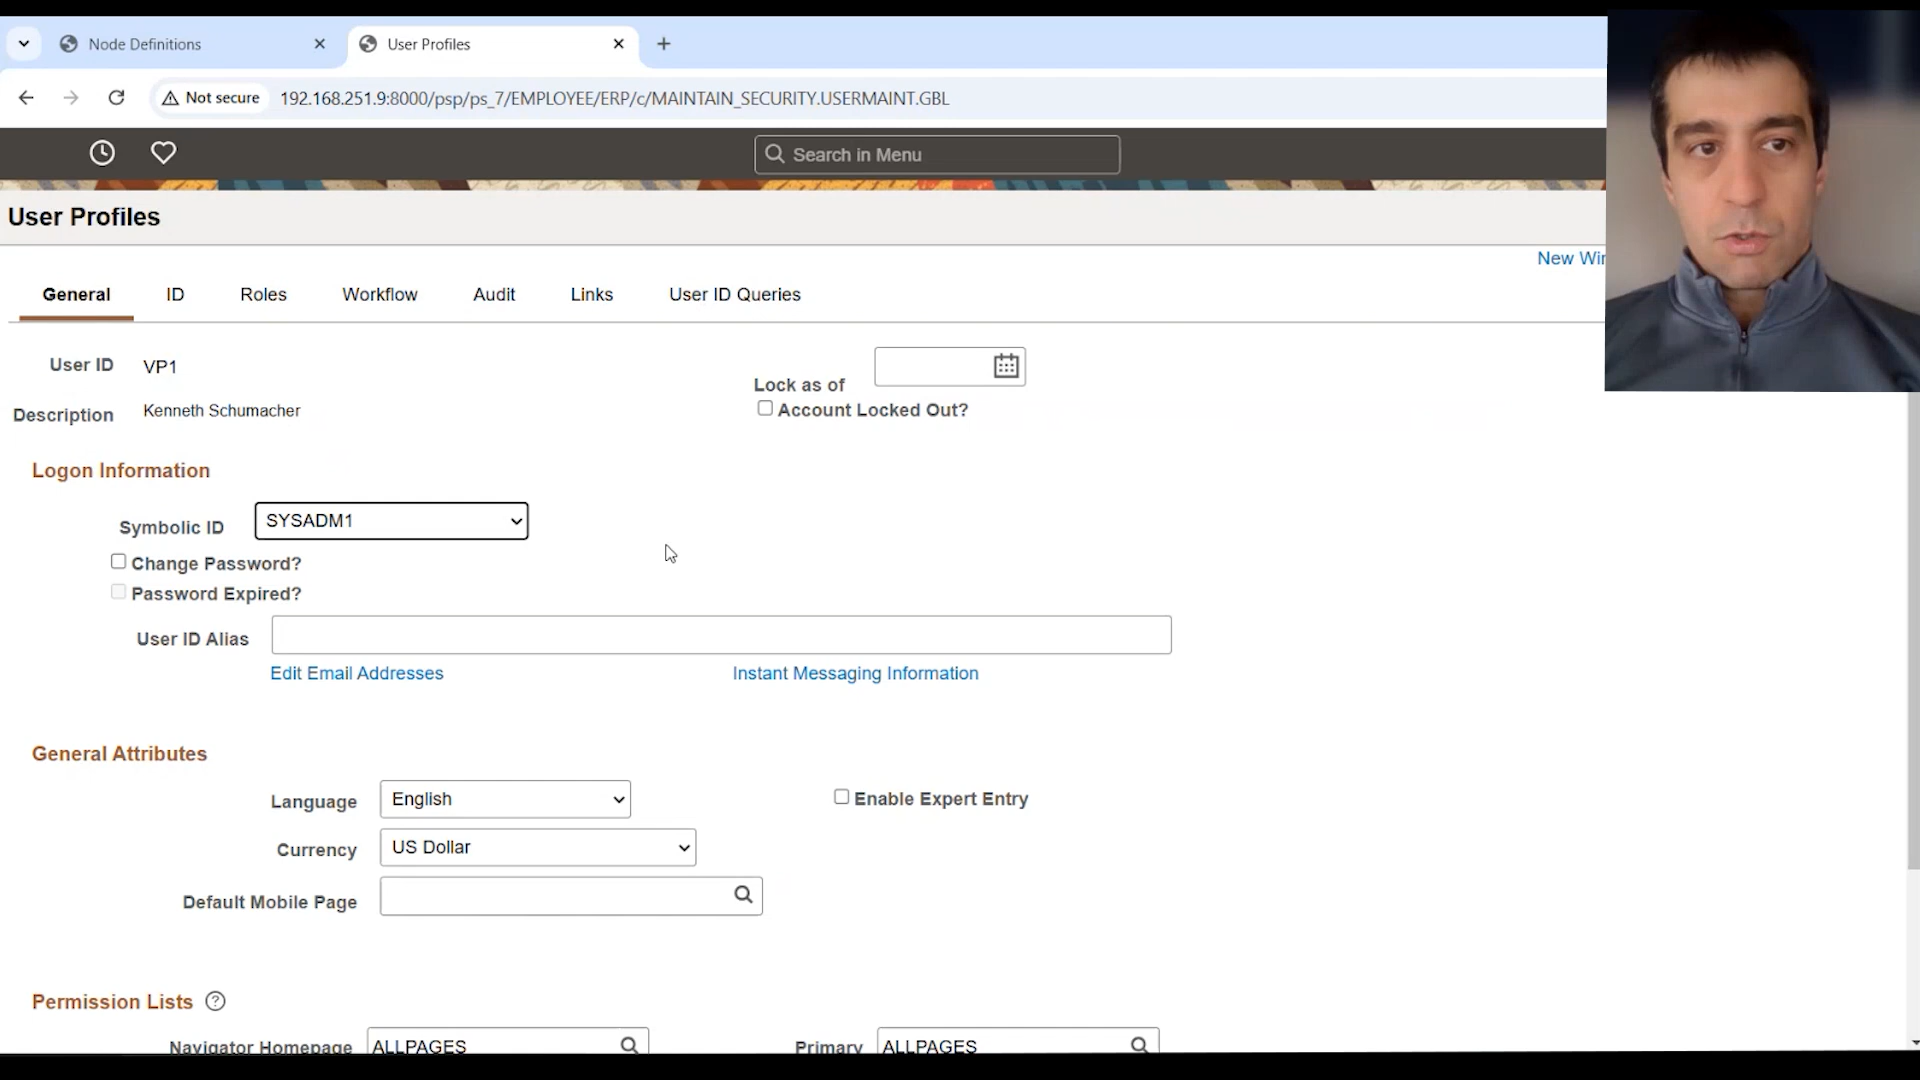 Node Definitions
User Profiles
Not secure
192.168.251.9:8000/psp/ps_7/EMPLOYEE/ERP/c/MAINTAIN_SECURITY.USERMAINT.GBL
Search in Menu
User Profiles
New Wir
General ID Roles Workflow Audit Links User ID Queries
User ID VP1
Lock as of
Description Kenneth Schumacher
Account Locked Out?
Logon Information
Symbolic ID SYSADM1
Change Password?
Password Expired?
User ID Alias
Edit Email Addresses Instant Messaging Information
General Attributes
Language English Enable Expert Entry
Currency US Dollar
Default Mobile Page
Permission Lists ?
Navigator Homepage ALLPAGES Primary ALLPAGES